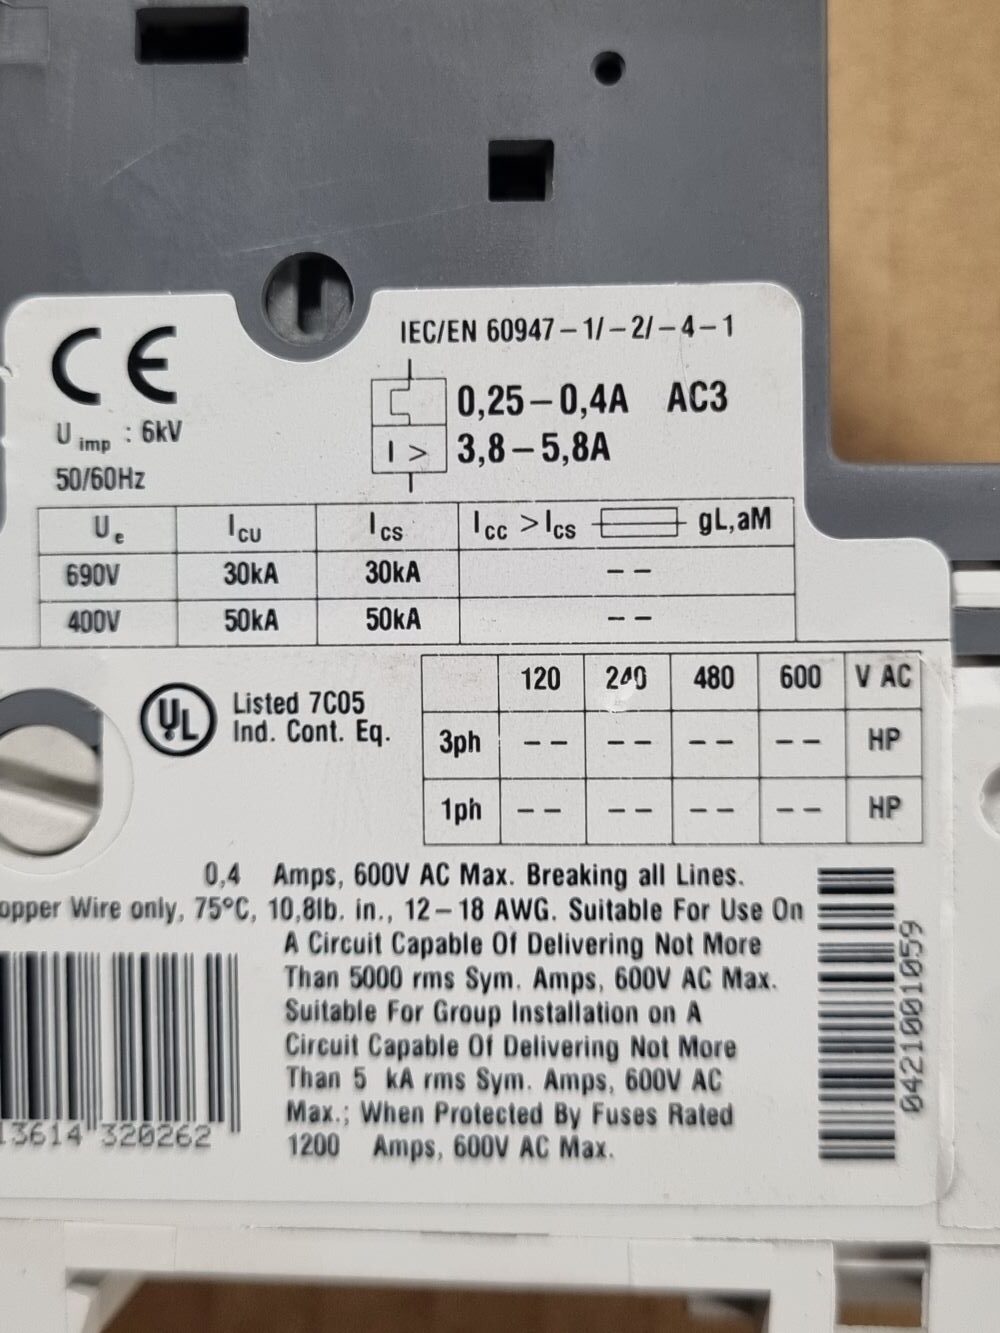 CE
IEC/EN 60947-1/-2/-4-1
0,25-0,4A AC3
I > 3,8-5,8A
U imp : 6kV
50/60Hz
Ue Icu Ics Icc >Ics gL,aM
690V 30kA 30kA --
400V 50kA 50kA --
UL Listed 7C05
Ind. Cont. Eq.
120 240 480 600 V AC
3ph -- -- -- -- HP
1ph -- -- -- -- HP
0,4 Amps, 600V AC Max. Breaking all Lines.
opper Wire only, 75°C, 10,8lb. in., 12-18 AWG. Suitable For Use On
A Circuit Capable Of Delivering Not More
Than 5000 rms Sym. Amps, 600V AC Max.
Suitable For Group Installation on A
Circuit Capable Of Delivering Not More
Than 5 kA rms Sym. Amps, 600V AC
Max.; When Protected By Fuses Rated
1200 Amps, 600V AC Max.
13614 320262
0421001059